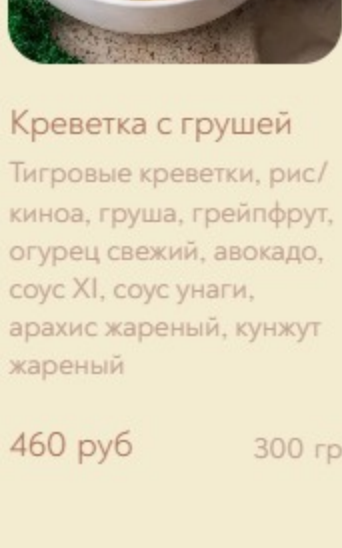 Креветка с грушей
Тигровые креветки, рис/
киноа, груша, грейпфрут,
огурец свежий, авокадо,
соус XI, соус унаги,
арахис жареный, кунжут
жареный
460 руб 300 гр